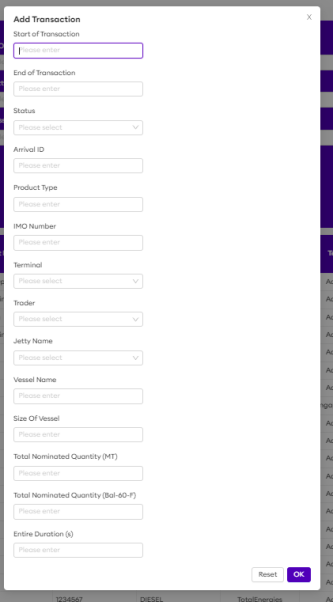 Add Transaction
X
Start of Transaction
Please enter
End of Transaction
Please enter
Status
Please select
Arrival ID
Please enter
Product Type
Please enter
IMO Number
Please enter
Terminal
Please select
Trader
Please select
Jetty Name
Please select
Vessel Name
Please enter
Size Of Vessel
Please enter
Total Nominated Quantity (MT)
Please enter
Total Nominated Quantity (Bal-60-F)
Please enter
Entire Duration (s)
Please enter
Reset OK
1234567 DIESEL TotalEnergies